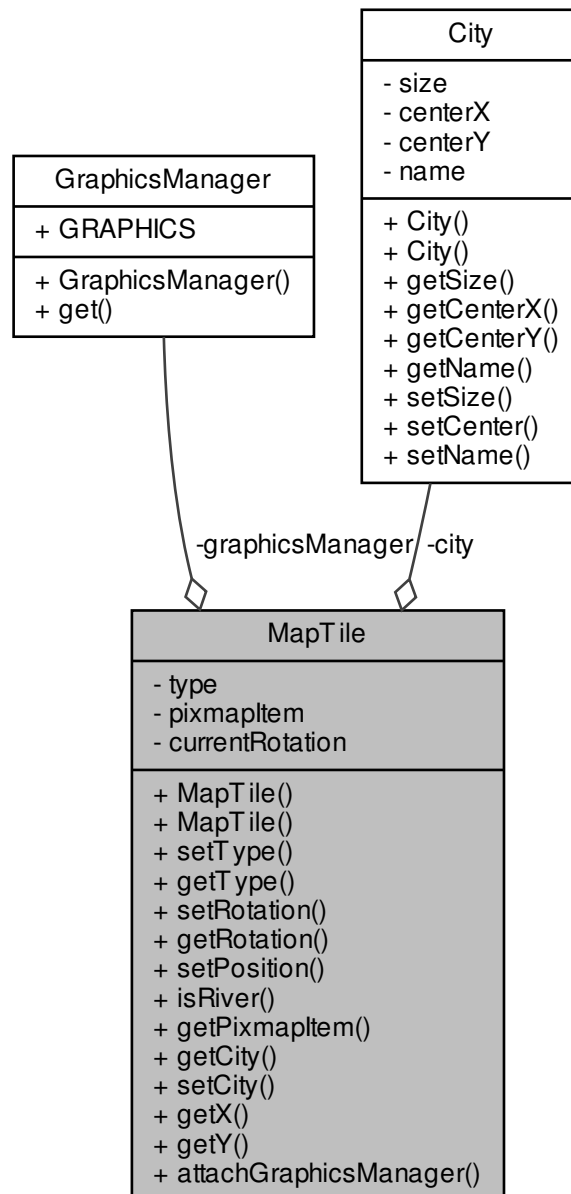 City
- size
- centerX
- centerY
- name
+ City()
+ City()
+ getSize()
+ getCenterX()
+ getCenterY()
+ getName()
+ setSize()
+ setCenter()
+ setName()
GraphicsManager
+ GRAPHICS
+ GraphicsManager()
+ get()
-graphicsManager
-city
MapTile
- type
- pixmapItem
- currentRotation
+ MapTile()
+ MapTile()
+ setType()
+ getType()
+ setRotation()
+ getRotation()
+ setPosition()
+ isRiver()
+ getPixmapItem()
+ getCity()
+ setCity()
+ getX()
+ getY()
+ attachGraphicsManager()